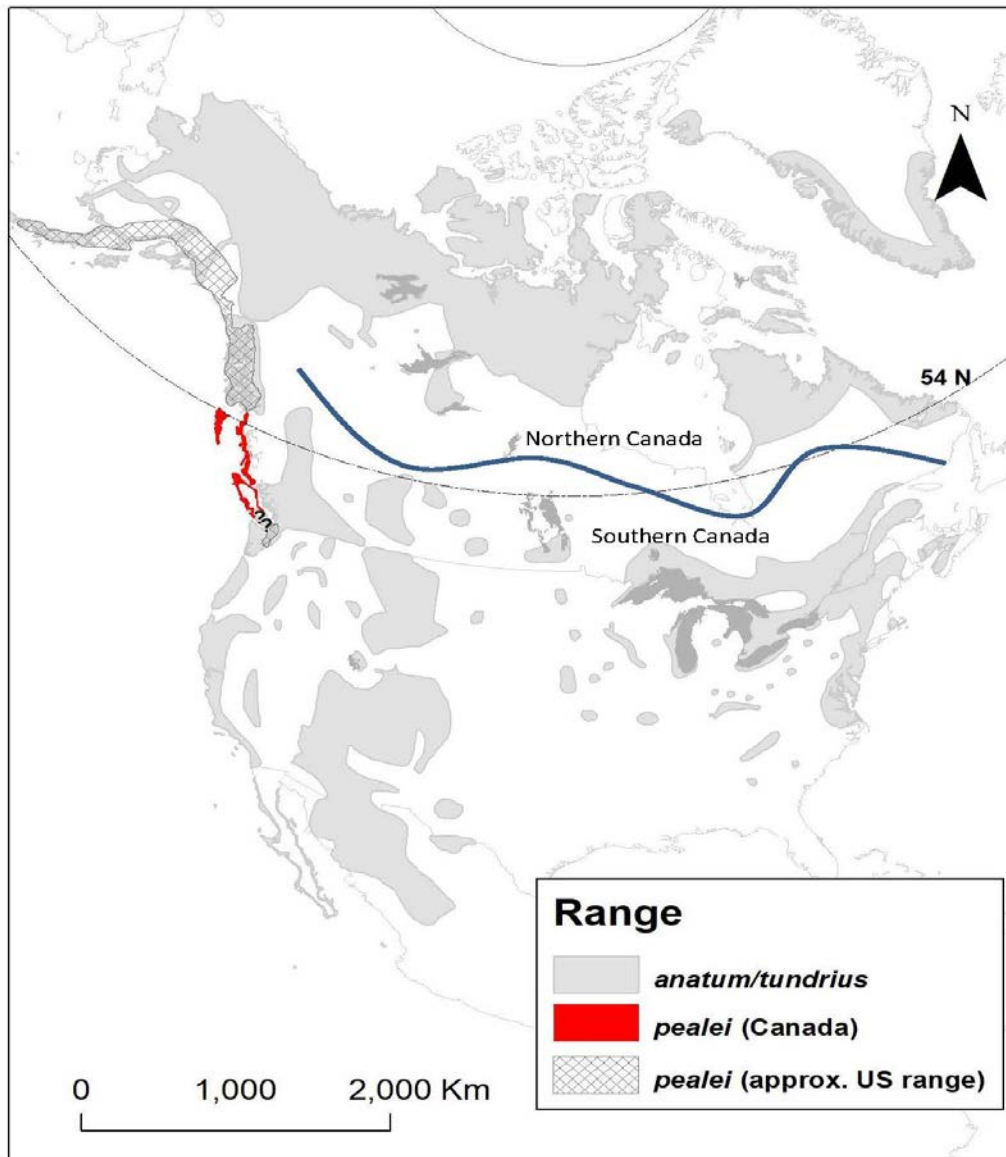 N
54 N
Northern Canada
Southern Canada
??
Range
anatum/tundrius
pealei (Canada)
pealei (approx. US range)
0 1,000 2,000 Km